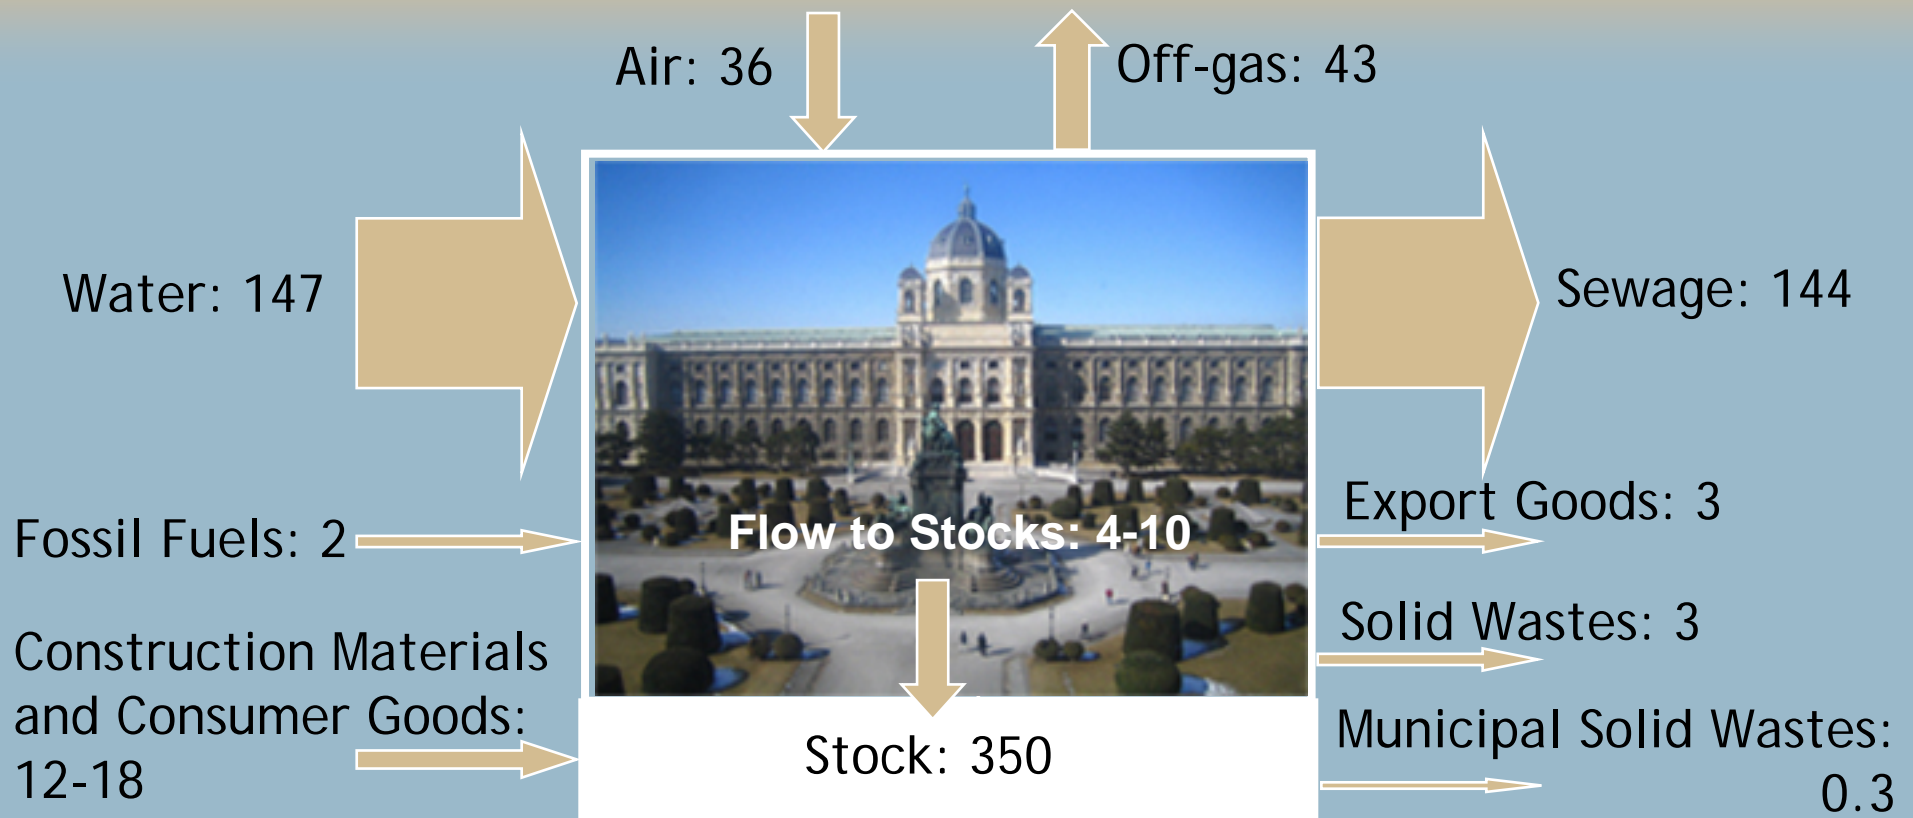 Air: 36
Off-gas: 43
Water: 147
Sewage: 144
Fossil Fuels: 2
Flow to Stocks: 4-10
Export Goods: 3
Construction Materials
and Consumer Goods:
12-18
Solid Wastes: 3
Stock: 350
Municipal Solid Wastes:
0.3